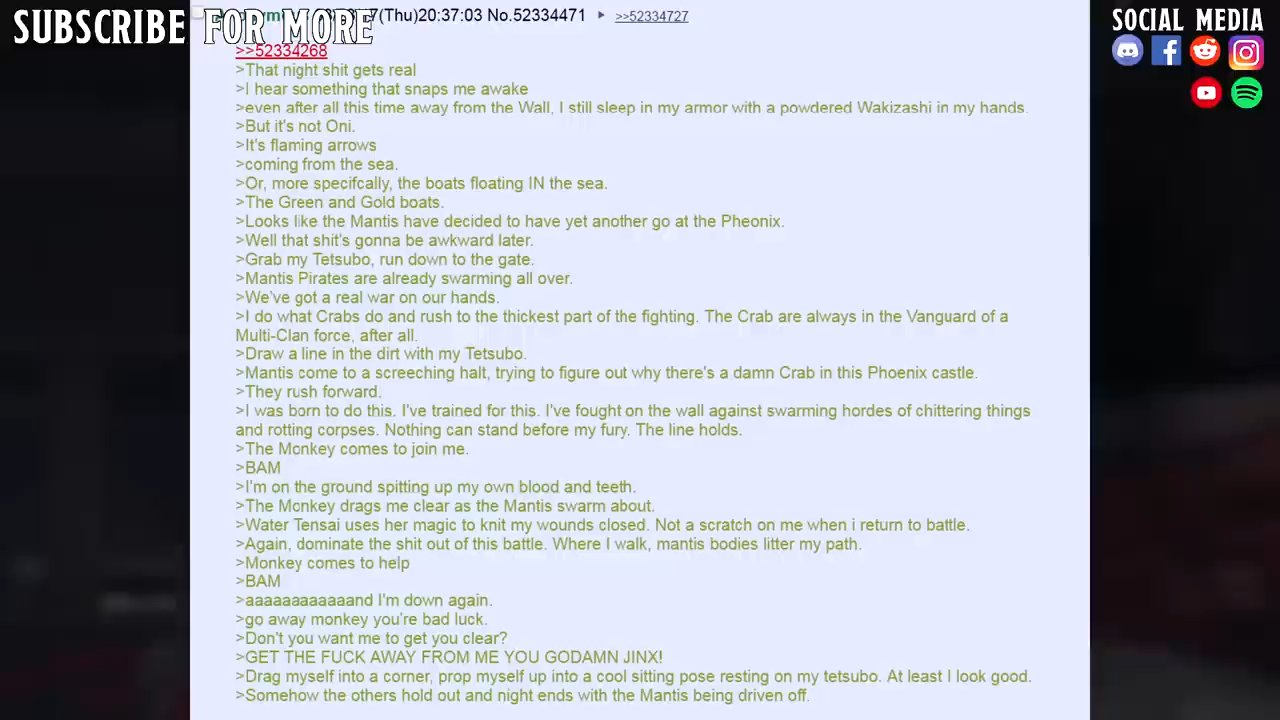 SUBSCRIBE FOR MORE
(Thu)20:37:03 No.52334471 ▶ >>52334727
SOCIAL MEDIA
>>52334268
>That night shit gets real
>I hear something that snaps me awake
>even after all this time away from the Wall, I still sleep in my armor with a powdered Wakizashi in my hands.
>But it's not Oni.
>It's flaming arrows
>coming from the sea.
>Or, more specifcally, the boats floating IN the sea.
>The Green and Gold boats.
>Looks like the Mantis have decided to have yet another go at the Pheonix.
>Well that shit's gonna be awkward later.
>Grab my Tetsubo, run down to the gate.
>Mantis Pirates are already swarming all over.
>We've got a real war on our hands.
>I do what Crabs do and rush to the thickest part of the fighting. The Crab are always in the Vanguard of a
Multi-Clan force, after all.
>Draw a line in the dirt with my Tetsubo.
>Mantis come to a screeching halt, trying to figure out why there's a damn Crab in this Phoenix castle.
>They rush forward.
>I was born to do this. I've trained for this. I've fought on the wall against swarming hordes of chittering things
and rotting corpses. Nothing can stand before my fury. The line holds.
>The Monkey comes to join me.
>BAM
>I'm on the ground spitting up my own blood and teeth.
>The Monkey drags me clear as the Mantis swarm about.
>Water Tensai uses her magic to knit my wounds closed. Not a scratch on me when i return to battle.
>Again, dominate the shit out of this battle. Where I walk, mantis bodies litter my path.
>Monkey comes to help
>BAM
>aaaaaaaaaaaand I'm down again.
>go away monkey you're bad luck.
>Don't you want me to get you clear?
>GET THE FUCK AWAY FROM ME YOU GODAMN JINX!
>Drag myself into a corner, prop myself up into a cool sitting pose resting on my tetsubo. At least I look good.
>Somehow the others hold out and night ends with the Mantis being driven off.